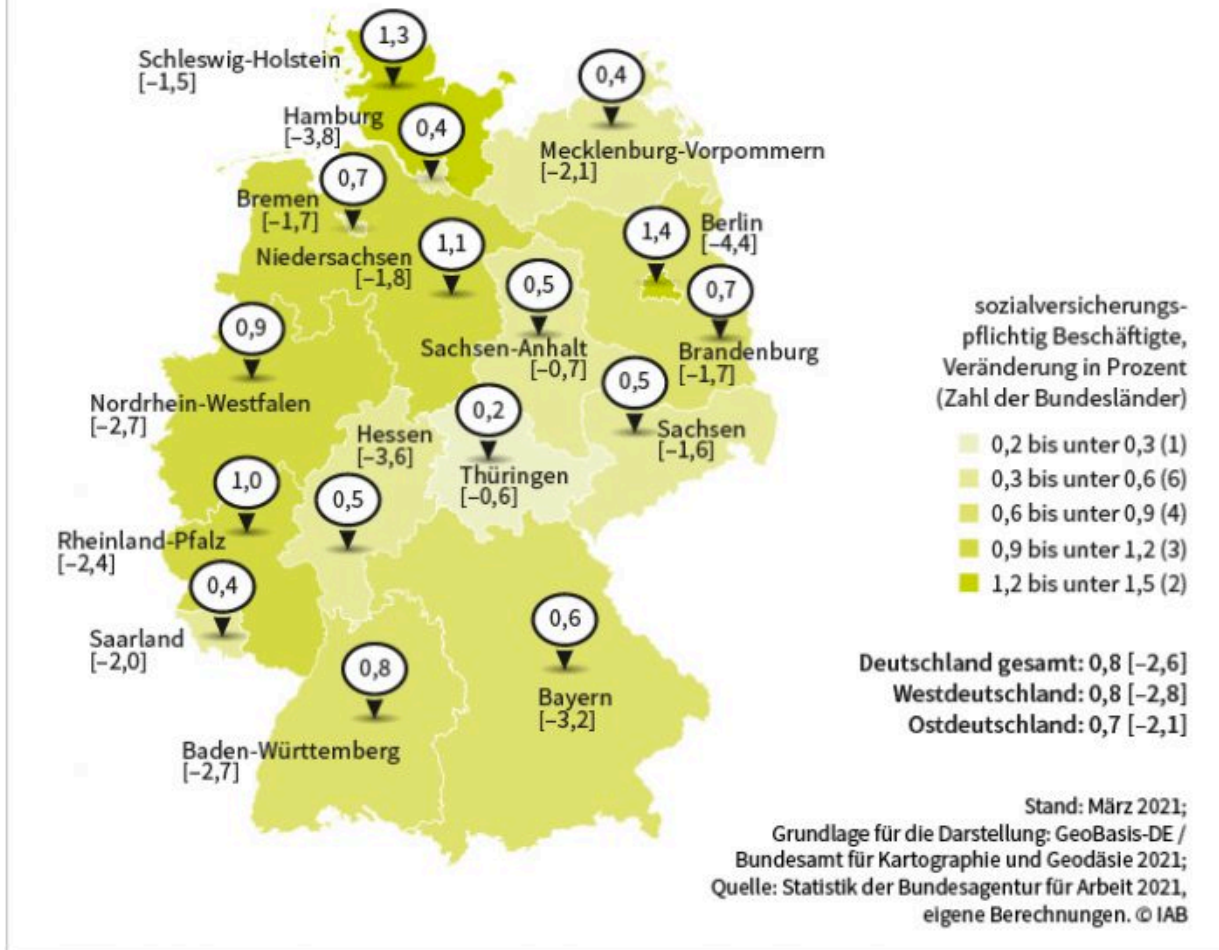 1,3
Schleswig-Holstein
[–1,5]
0,4
Hamburg
[–3,8]
0,4
Mecklenburg-Vorpommern
[–2,1]
0,7
Bremen
[–1,7]
1,1
Niedersachsen
[–1,8]
1,4
Berlin
[–4,4]
0,5
Sachsen-Anhalt
[–0,7]
0,7
Brandenburg
[–1,7]
0,9
Nordrhein-Westfalen
[–2,7]
0,5
Sachsen
[–1,6]
0,2
Thüringen
[–0,6]
Hessen
[–3,6]
0,5
1,0
Rheinland-Pfalz
[–2,4]
0,4
Saarland
[–2,0]
0,6
Bayern
[–3,2]
0,8
Baden-Württemberg
[–2,7]
sozialversicherungs-
pflichtig Beschäftigte,
Veränderung in Prozent
(Zahl der Bundesländer)
0,2 bis unter 0,3 (1)
0,3 bis unter 0,6 (6)
0,6 bis unter 0,9 (4)
0,9 bis unter 1,2 (3)
1,2 bis unter 1,5 (2)
Deutschland gesamt: 0,8 [–2,6]
Westdeutschland: 0,8 [–2,8]
Ostdeutschland: 0,7 [–2,1]
Stand: März 2021;
Grundlage für die Darstellung: GeoBasis-DE /
Bundesamt für Kartographie und Geodäsie 2021;
Quelle: Statistik der Bundesagentur für Arbeit 2021,
eigene Berechnungen. © IAB